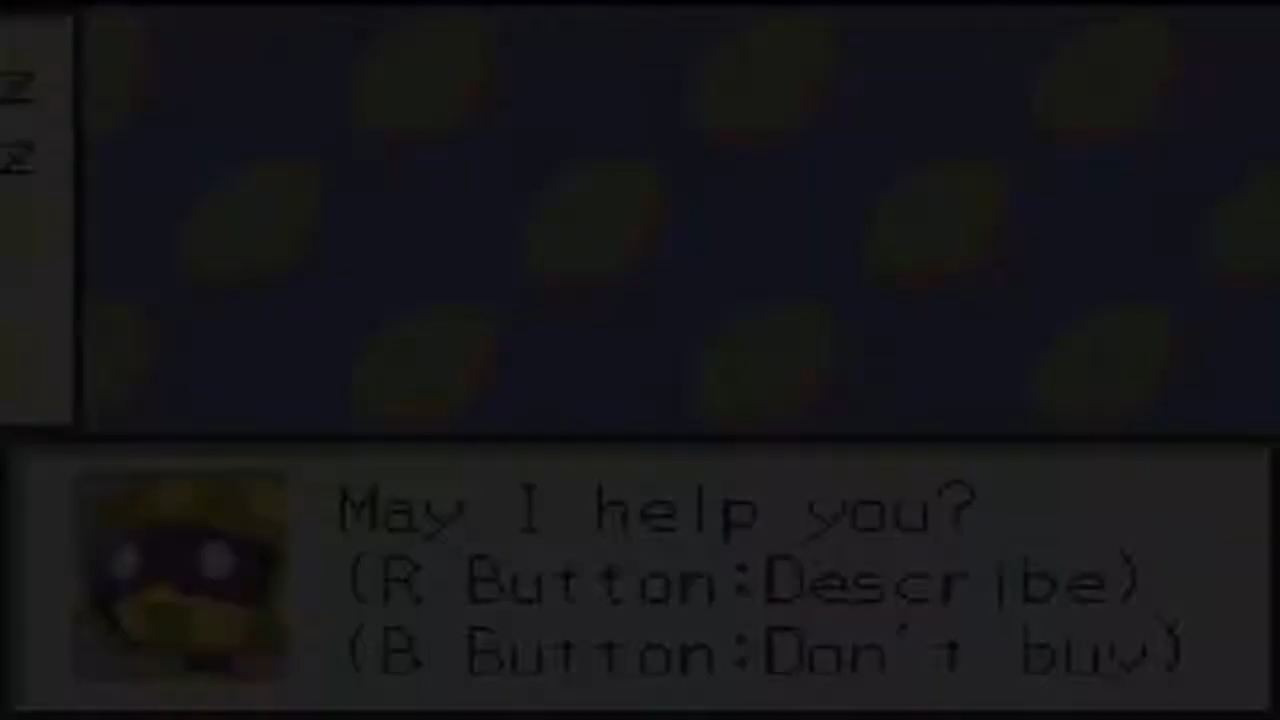 z
z
May I help you?
(R Button:Describe)
(B Button:Don't buy)